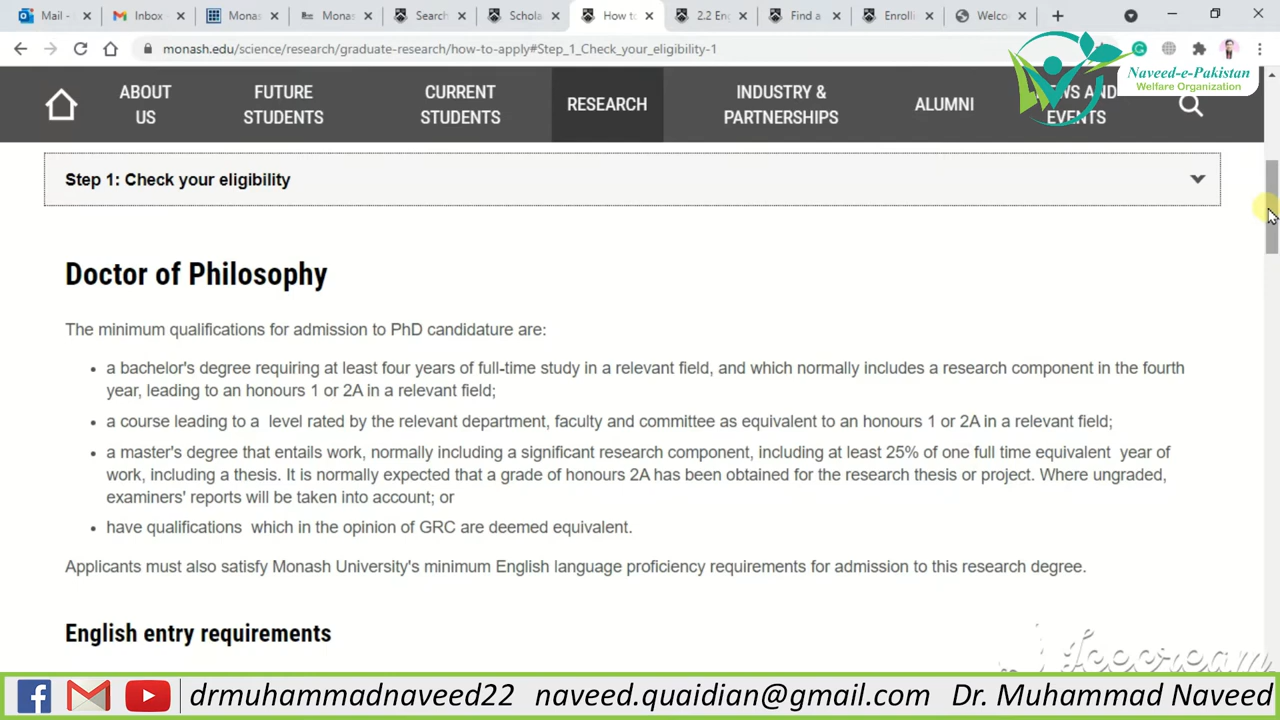 Mail -
Inbox
Monas
Monas
Search
Schola
How to
2.2 Eng
Find a
Enrolli
Welco
monash.edu/science/research/graduate-research/how-to-apply#Step_1_Check_your_eligibility-1
Naveed-e-Pakistan
Welfare Organization
ABOUT US
FUTURE STUDENTS
CURRENT STUDENTS
RESEARCH
INDUSTRY & PARTNERSHIPS
ALUMNI
NEWS AND EVENTS
Step 1: Check your eligibility
Doctor of Philosophy
The minimum qualifications for admission to PhD candidature are:
• a bachelor's degree requiring at least four years of full-time study in a relevant field, and which normally includes a research component in the fourth
year, leading to an honours 1 or 2A in a relevant field;
• a course leading to a level rated by the relevant department, faculty and committee as equivalent to an honours 1 or 2A in a relevant field;
• a master's degree that entails work, normally including a significant research component, including at least 25% of one full time equivalent year of
work, including a thesis. It is normally expected that a grade of honours 2A has been obtained for the research thesis or project. Where ungraded,
examiners' reports will be taken into account; or
• have qualifications which in the opinion of GRC are deemed equivalent.
Applicants must also satisfy Monash University's minimum English language proficiency requirements for admission to this research degree.
English entry requirements
Icecream
drmuhammadnaveed22 naveed.quaidian@gmail.com Dr. Muhammad Naveed